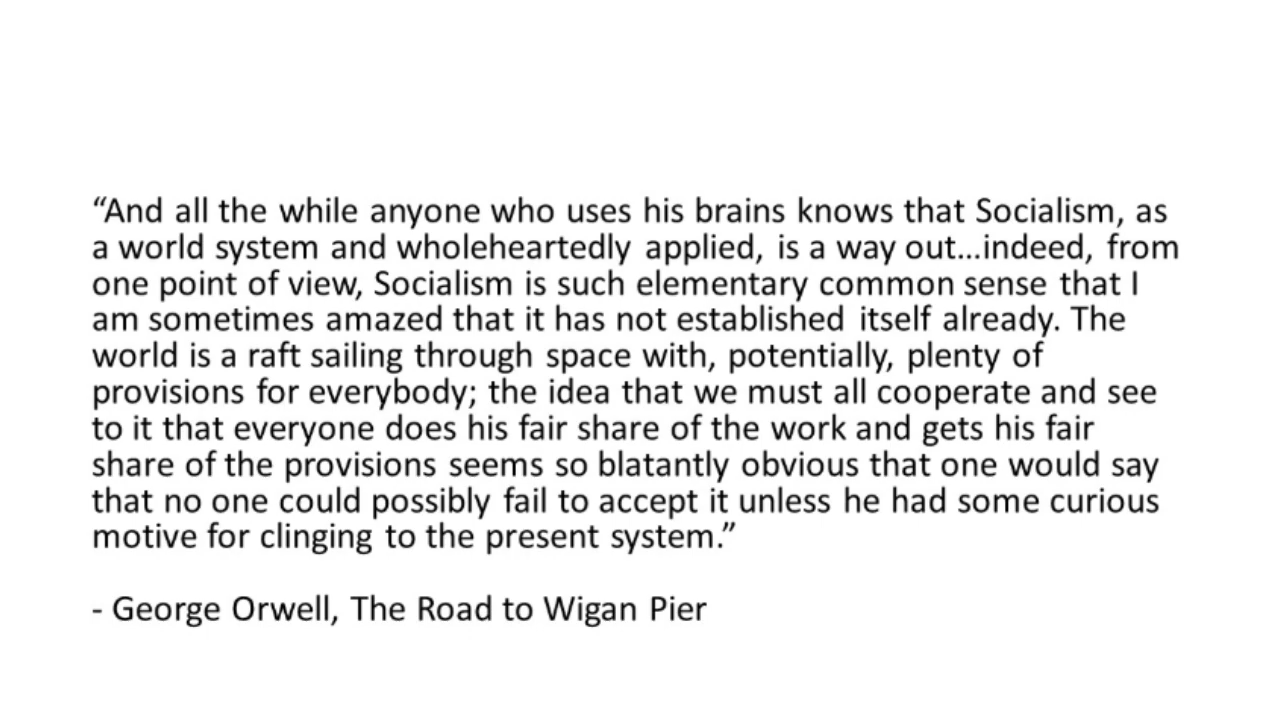 “And all the while anyone who uses his brains knows that Socialism, as
a world system and wholeheartedly applied, is a way out...indeed, from
one point of view, Socialism is such elementary common sense that I
am sometimes amazed that it has not established itself already. The
world is a raft sailing through space with, potentially, plenty of
provisions for everybody; the idea that we must all cooperate and see
to it that everyone does his fair share of the work and gets his fair
share of the provisions seems so blatantly obvious that one would say
that no one could possibly fail to accept it unless he had some curious
motive for clinging to the present system.”
- George Orwell, The Road to Wigan Pier